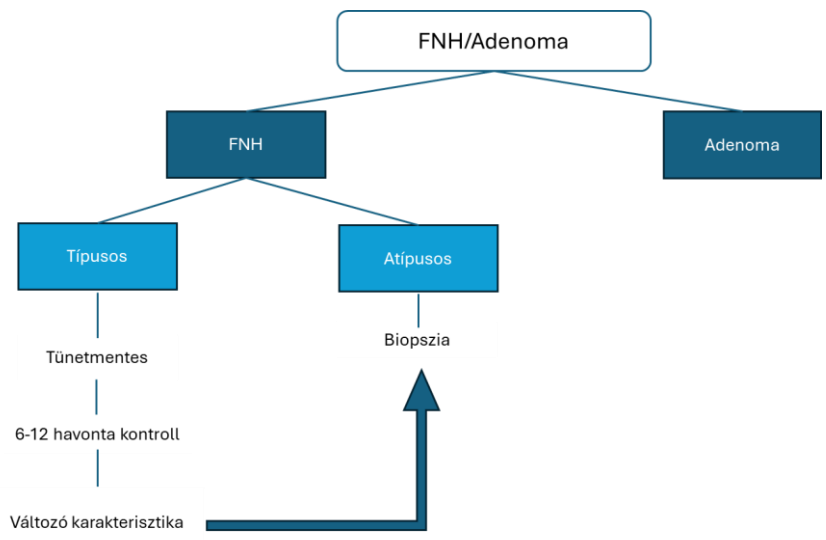 FNH/Adenoma
FNH
Adenoma
Típusos
Atípusos
Biopszia
Tünetmentes
6-12 havonta kontroll
Változó karakterisztika